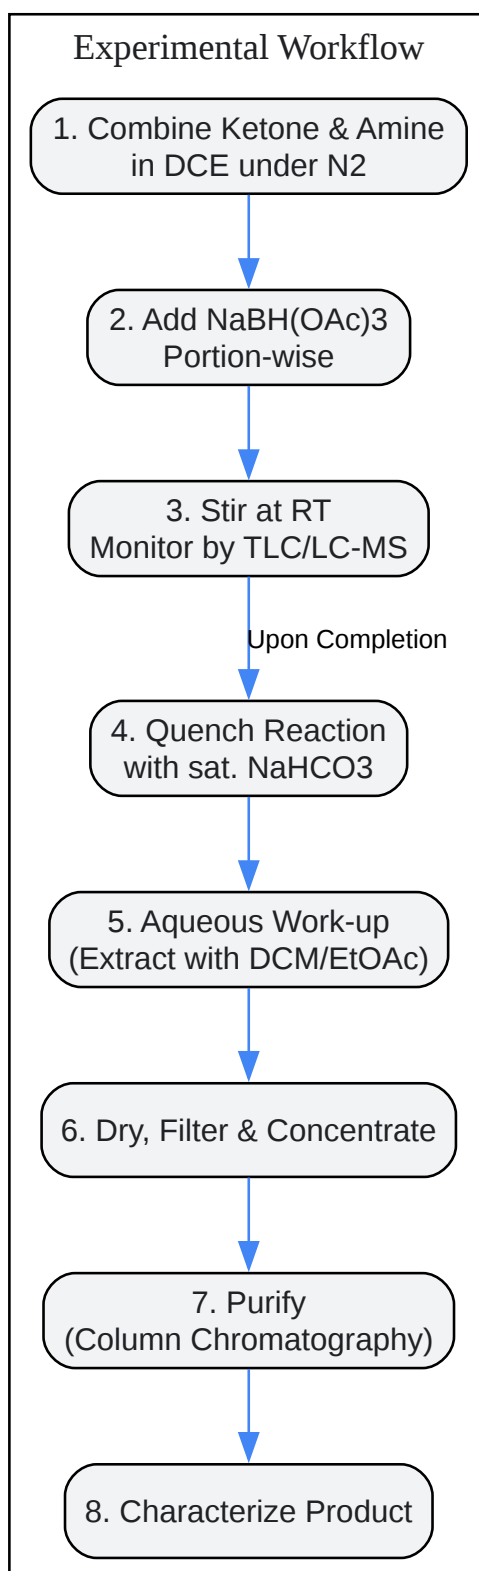 Experimental Workflow
1. Combine Ketone & Amine
in DCE under N2
2. Add NaBH(OAc)3
Portion-wise
3. Stir at RT
Monitor by TLC/LC-MS
Upon Completion
4. Quench Reaction
with sat. NaHCO3
5. Aqueous Work-up
(Extract with DCM/EtOAc)
6. Dry, Filter & Concentrate
7. Purify
(Column Chromatography)
8. Characterize Product